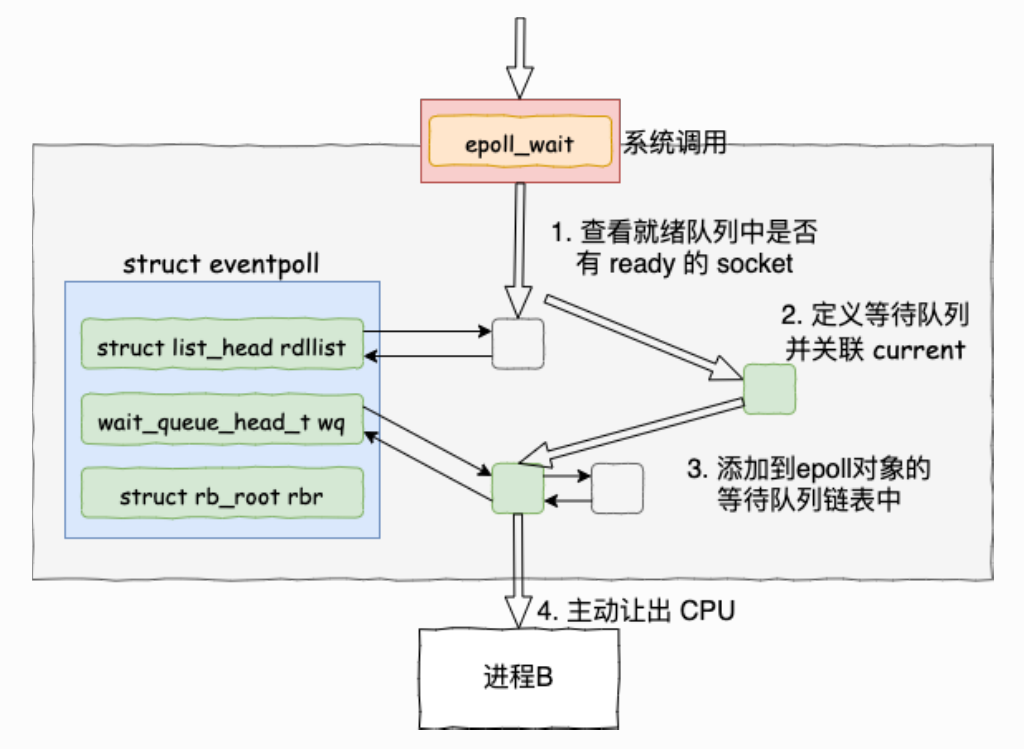 epoll_wait
系统调用
1. 查看就绪队列中是否
有 ready 的 socket
struct eventpoll
struct list_head rdllist
wait_queue_head_t wq
struct rb_root rbr
2. 定义等待队列
并关联 current
3. 添加到epoll对象的
等待队列链表中
4. 主动让出 CPU
进程B